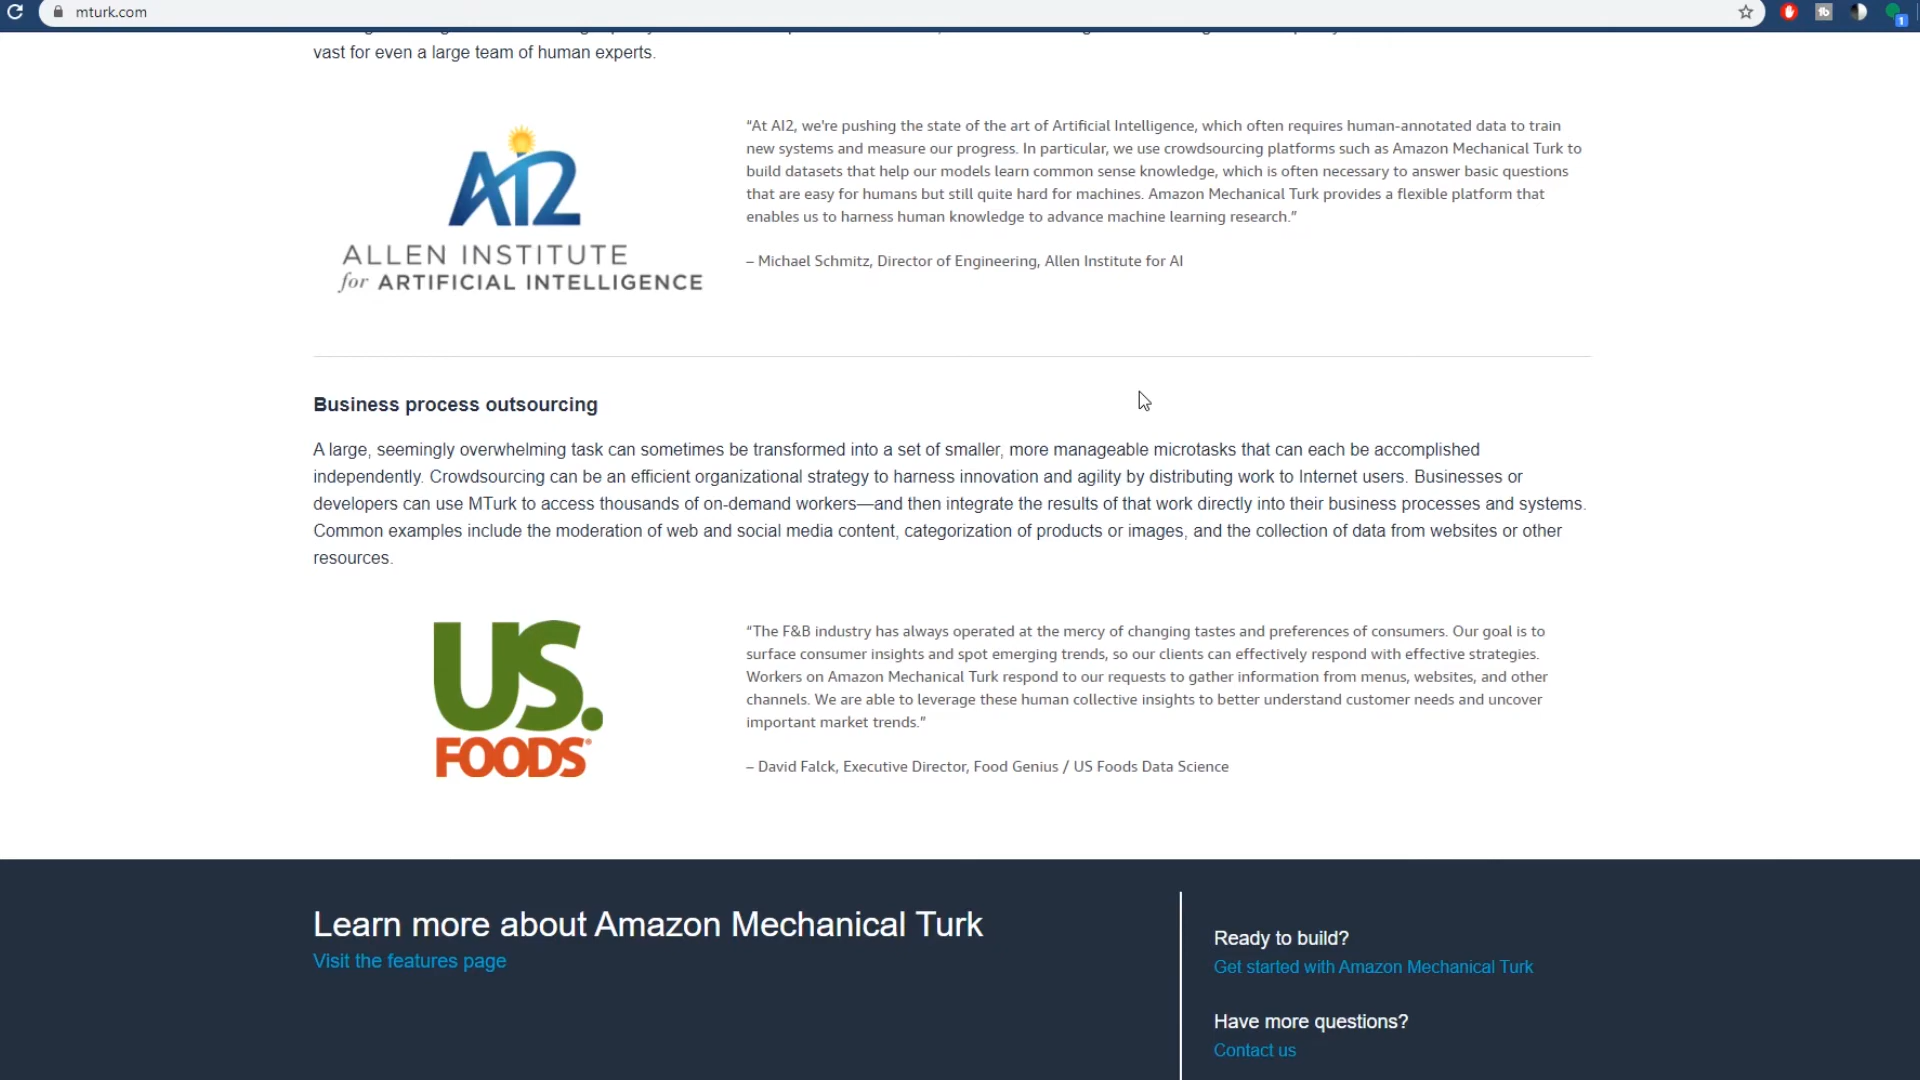 mturk.com
vast for even a large team of human experts.
AI2
ALLEN INSTITUTE
for ARTIFICIAL INTELLIGENCE
“At AI2, we're pushing the state of the art of Artificial Intelligence, which often requires human-annotated data to train
new systems and measure our progress. In particular, we use crowdsourcing platforms such as Amazon Mechanical Turk to
build datasets that help our models learn common sense knowledge, which is often necessary to answer basic questions
that are easy for humans but still quite hard for machines. Amazon Mechanical Turk provides a flexible platform that
enables us to harness human knowledge to advance machine learning research.”
– Michael Schmitz, Director of Engineering, Allen Institute for AI
Business process outsourcing
A large, seemingly overwhelming task can sometimes be transformed into a set of smaller, more manageable microtasks that can each be accomplished
independently. Crowdsourcing can be an efficient organizational strategy to harness innovation and agility by distributing work to Internet users. Businesses or
developers can use MTurk to access thousands of on-demand workers—and then integrate the results of that work directly into their business processes and systems.
Common examples include the moderation of web and social media content, categorization of products or images, and the collection of data from websites or other
resources.
US.
FOODS
“The F&B industry has always operated at the mercy of changing tastes and preferences of consumers. Our goal is to
surface consumer insights and spot emerging trends, so our clients can effectively respond with effective strategies.
Workers on Amazon Mechanical Turk respond to our requests to gather information from menus, websites, and other
channels. We are able to leverage these human collective insights to better understand customer needs and uncover
important market trends.”
– David Falck, Executive Director, Food Genius / US Foods Data Science
Learn more about Amazon Mechanical Turk
Visit the features page
Ready to build?
Get started with Amazon Mechanical Turk
Have more questions?
Contact us